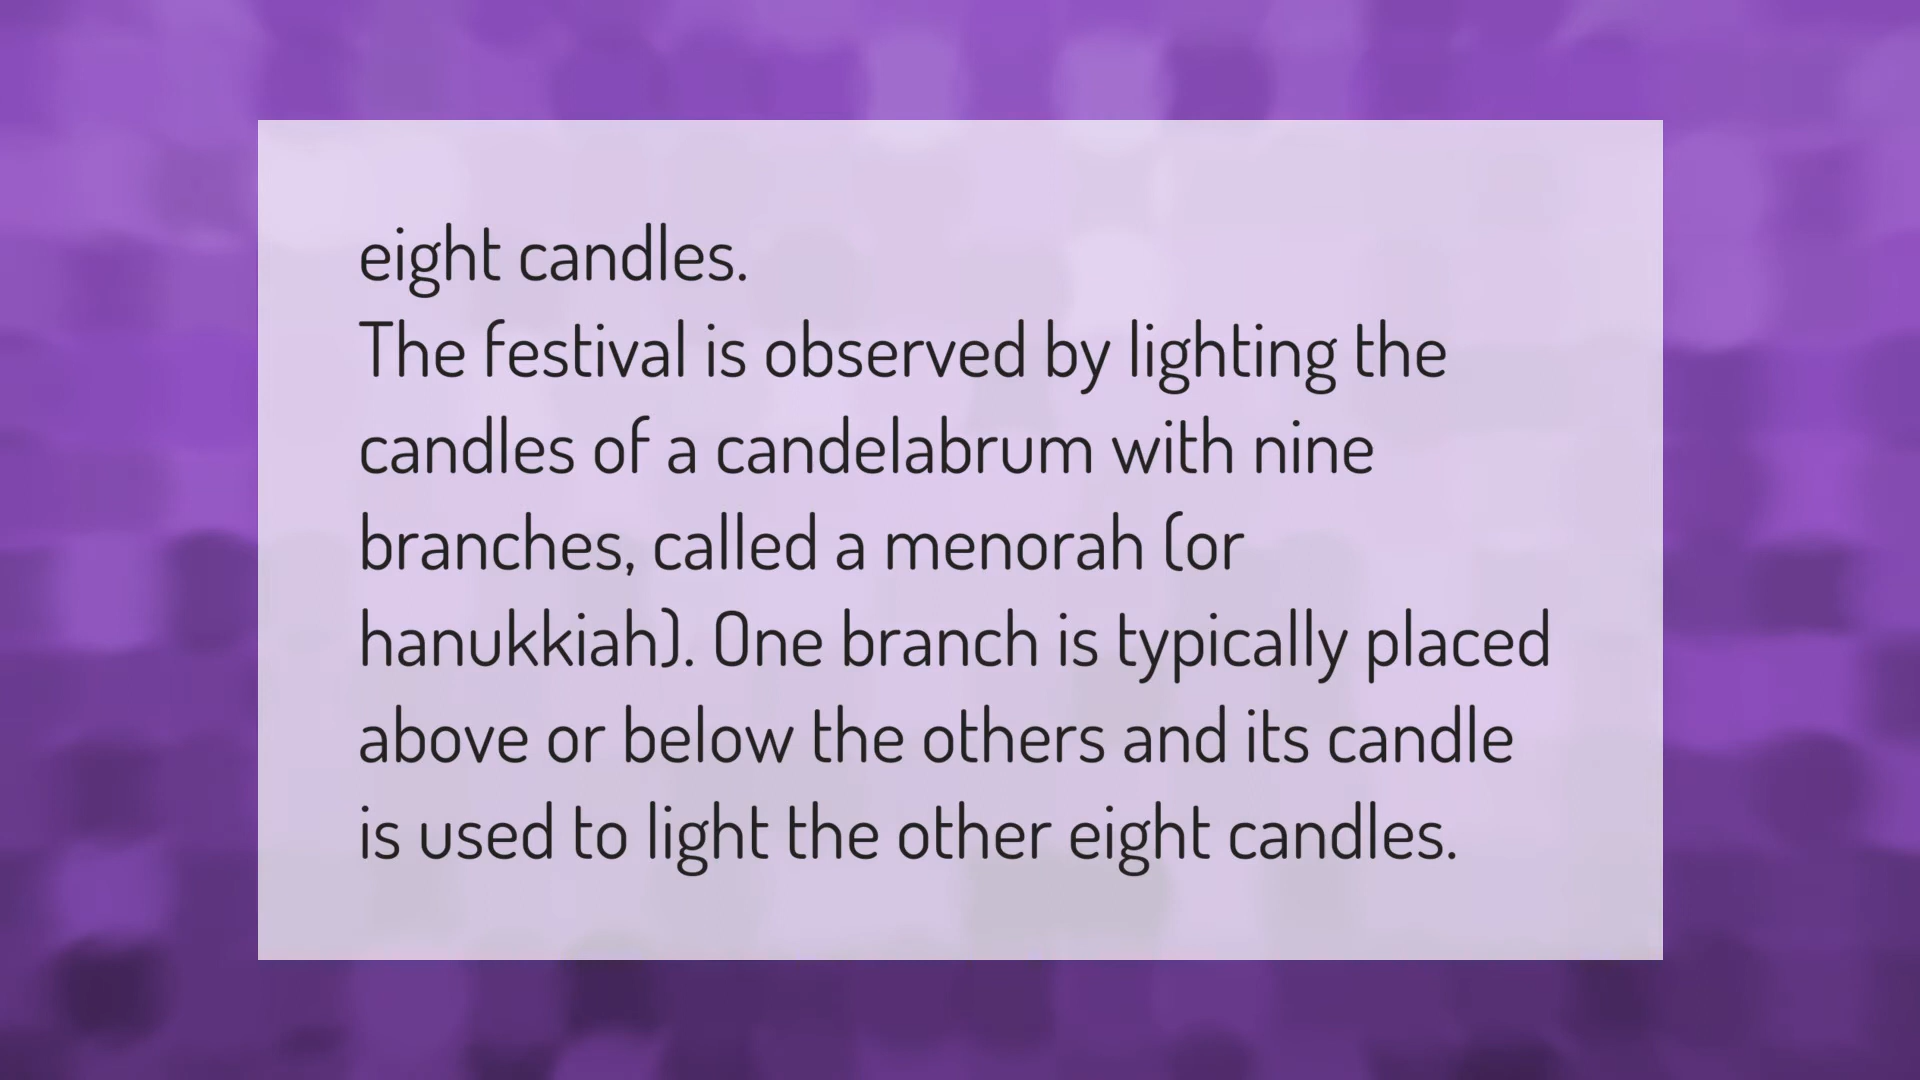 eight candles.
The festival is observed by lighting the
candles of a candelabrum with nine
branches, called a menorah (or
hanukkiah). One branch is typically placed
above or below the others and its candle
is used to light the other eight candles.